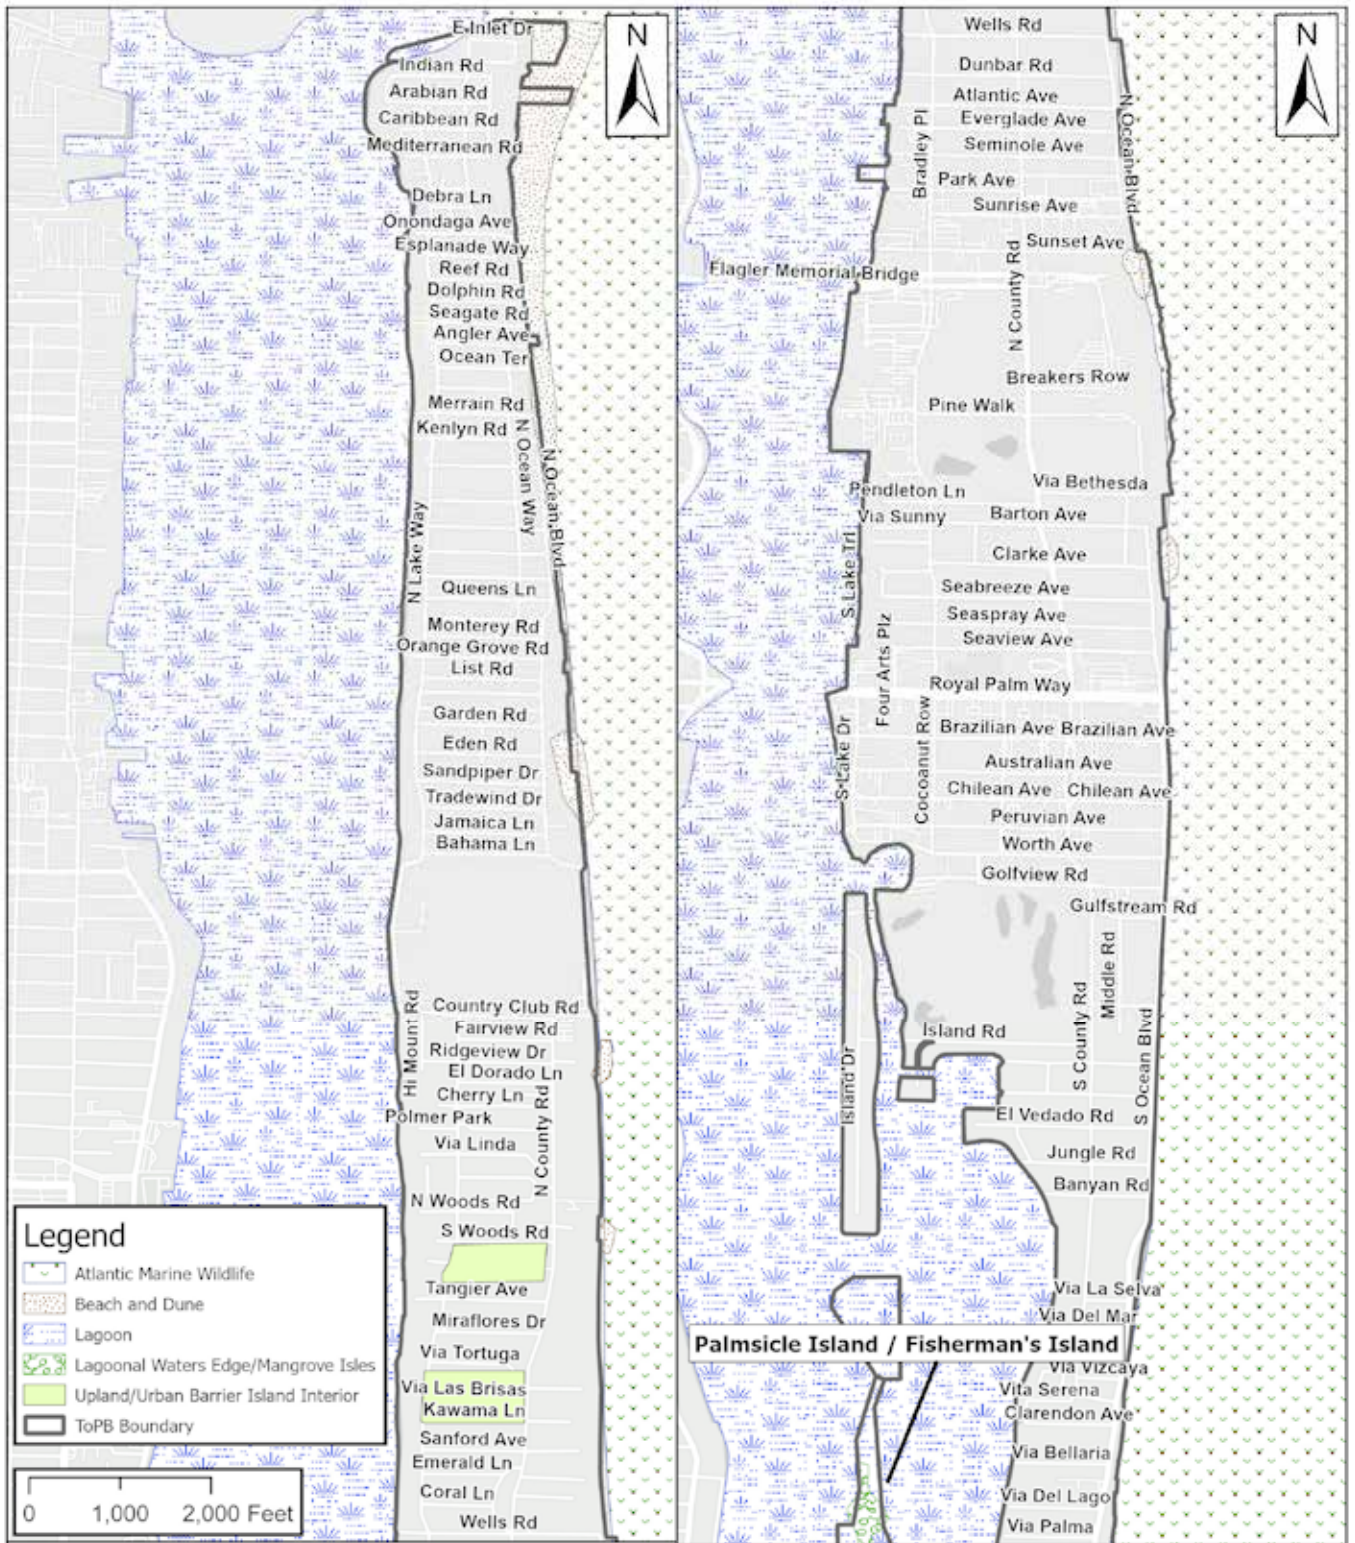 E Inlet Dr
Indian Rd
Arabian Rd
Caribbean Rd
Mediterranean Rd
Debra Ln
Onondaga Ave
Esplanade Way
Reef Rd
Dolphin Rd
Seagate Rd
Angler Ave
Ocean Ter
Merrain Rd
Kenlyn Rd
N Ocean Way
N Ocean Blvd
N Lake Way
Queens Ln
Monterey Rd
Orange Grove Rd
List Rd
Garden Rd
Eden Rd
Sandpiper Dr
Tradewind Dr
Jamaica Ln
Bahama Ln
Hi Mount Rd
Country Club Rd
Fairview Rd
Ridgeview Dr
El Dorado Ln
Cherry Ln
Polmer Park
Via Linda
N County Rd
N Woods Rd
S Woods Rd
Tangier Ave
Miraflores Dr
Via Tortuga
Via Las Brisas
Kawama Ln
Sanford Ave
Emerald Ln
Coral Ln
Wells Rd
N
Legend
Atlantic Marine Wildlife
Beach and Dune
Lagoon
Lagoonal Waters Edge/Mangrove Isles
Upland/Urban Barrier Island Interior
ToPB Boundary
0 1,000 2,000 Feet
Wells Rd
Dunbar Rd
Atlantic Ave
Everglade Ave
Seminole Ave
Bradley Pl
N Ocean Blvd
Park Ave
Sunrise Ave
Sunset Ave
Flagler Memorial Bridge
N County Rd
Breakers Row
Pine Walk
Via Bethesda
Pendleton Ln
Via Sunny
Barton Ave
Clarke Ave
S Lake Trl
Seabreeze Ave
Seaspray Ave
Seaview Ave
Four Arts Plz
Royal Palm Way
S Lake Dr
Cocoanut Row
Brazilian Ave Brazilian Ave
Australian Ave
Chilean Ave Chilean Ave
Peruvian Ave
Worth Ave
Golfview Rd
Gulfstream Rd
Middle Rd
S County Rd
S Ocean Blvd
Island Rd
Island Dr
El Vedado Rd
Jungle Rd
Banyan Rd
Via La Selva
Via Del Mar
Palmsicle Island / Fisherman's Island
Via Vizcaya
Vita Serena
Clarendon Ave
Via Bellaria
Via Del Lago
Via Palma
N